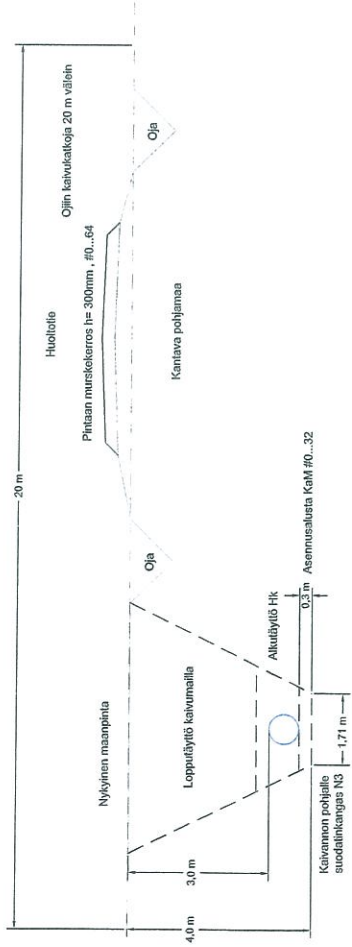 20 m
Huoltotie
Ojiin kaivukatkoja 20 m välein
Pintaan murskekerros h= 300mm , #0...64
Nykyinen maanpinta
Oja
Oja
Kantava pohjamaa
Lopputäyttö kaivumailla
3,0 m
4,0 m
Alkutäyttö Hk
0,3 m
Asennusalusta KaM #0...32
1,71 m
Kaivannon pohjalle
suodatinkangas N3